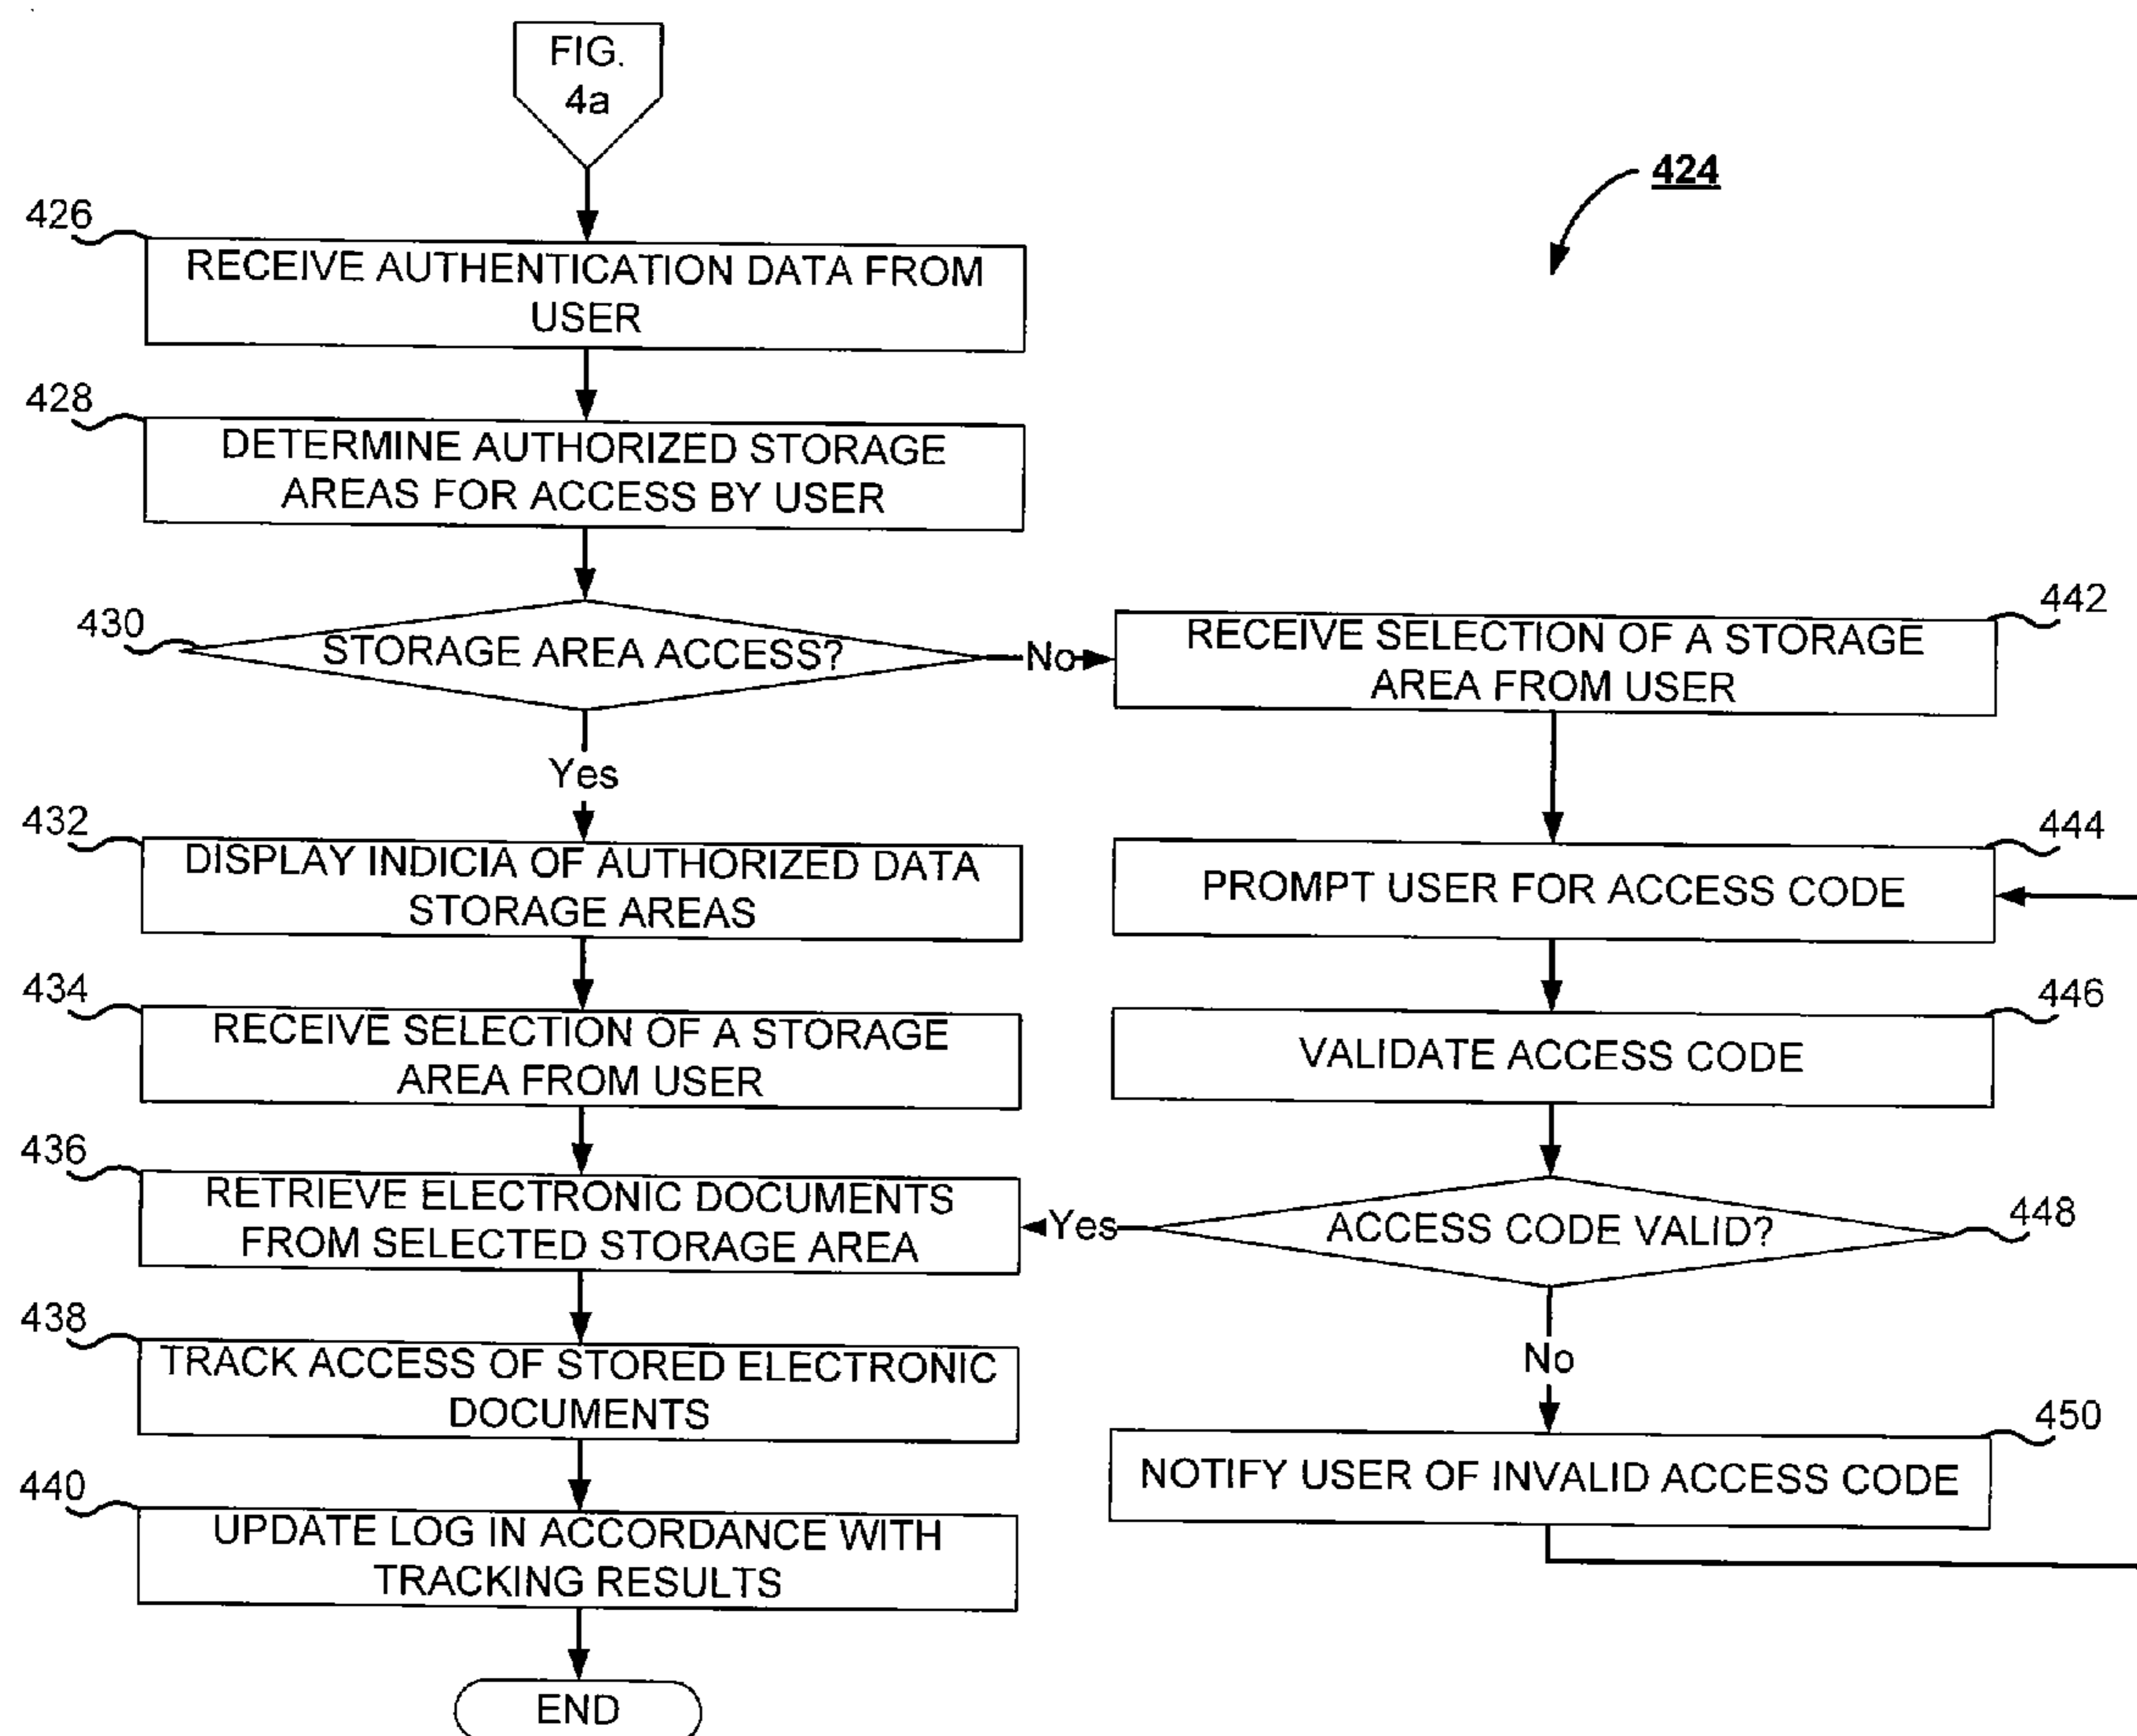 FIG.
4a
424
426
RECEIVE AUTHENTICATION DATA FROM
USER
428
DETERMINE AUTHORIZED STORAGE
AREAS FOR ACCESS BY USER
430
STORAGE AREA ACCESS?
No
Yes
432
DISPLAY INDICIA OF AUTHORIZED DATA
STORAGE AREAS
434
RECEIVE SELECTION OF A STORAGE
AREA FROM USER
436
RETRIEVE ELECTRONIC DOCUMENTS
FROM SELECTED STORAGE AREA
438
TRACK ACCESS OF STORED ELECTRONIC
DOCUMENTS
440
UPDATE LOG IN ACCORDANCE WITH
TRACKING RESULTS
END
442
RECEIVE SELECTION OF A STORAGE
AREA FROM USER
444
PROMPT USER FOR ACCESS CODE
446
VALIDATE ACCESS CODE
448
ACCESS CODE VALID?
Yes
No
450
NOTIFY USER OF INVALID ACCESS CODE